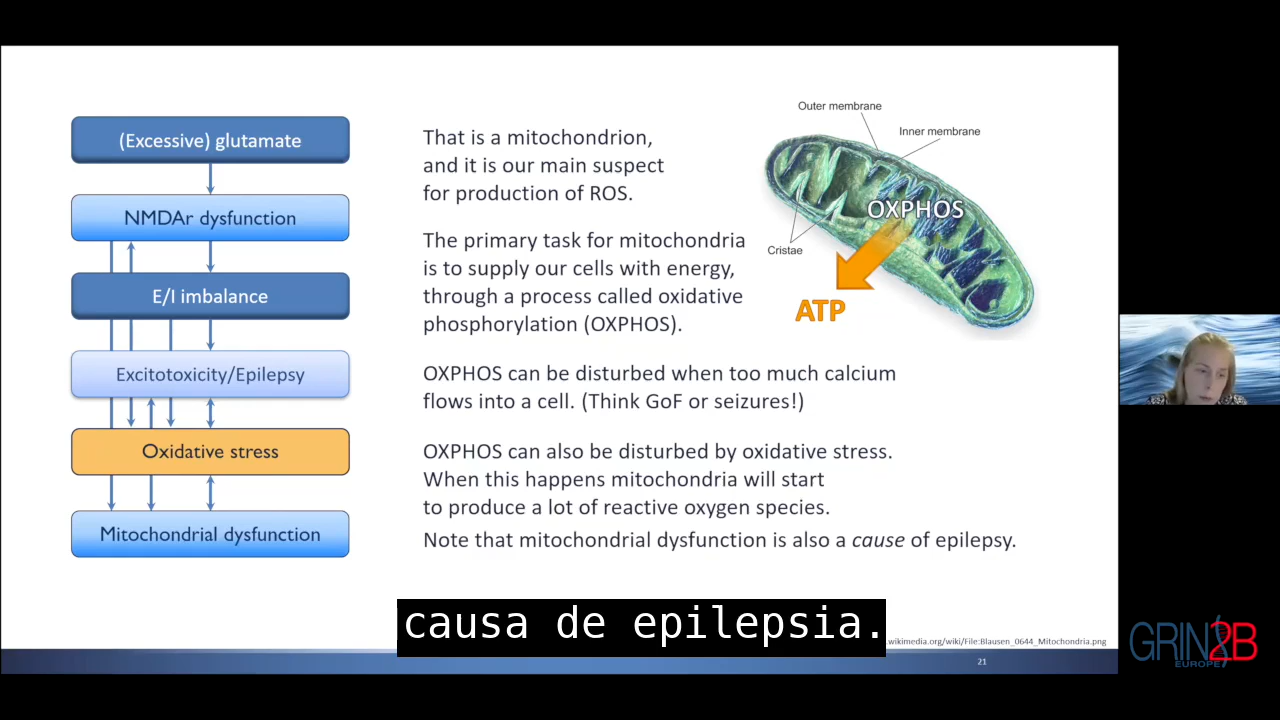 (Excessive) glutamate
NMDAr dysfunction
E/I imbalance
Excitotoxicity/Epilepsy
Oxidative stress
Mitochondrial dysfunction
That is a mitochondrion,
and it is our main suspect
for production of ROS.
The primary task for mitochondria
is to supply our cells with energy,
through a process called oxidative
phosphorylation (OXPHOS).
OXPHOS can be disturbed when too much calcium
flows into a cell. (Think GoF or seizures!)
OXPHOS can also be disturbed by oxidative stress.
When this happens mitochondria will start
to produce a lot of reactive oxygen species.
Note that mitochondrial dysfunction is also a cause of epilepsy.
Outer membrane
Inner membrane
OXPHOS
Cristae
ATP
causa de epilepsia.
.wikimedia.org/wiki/File:Blausen_0644_Mitochondria.png
21
GRIN2B
EUROPE